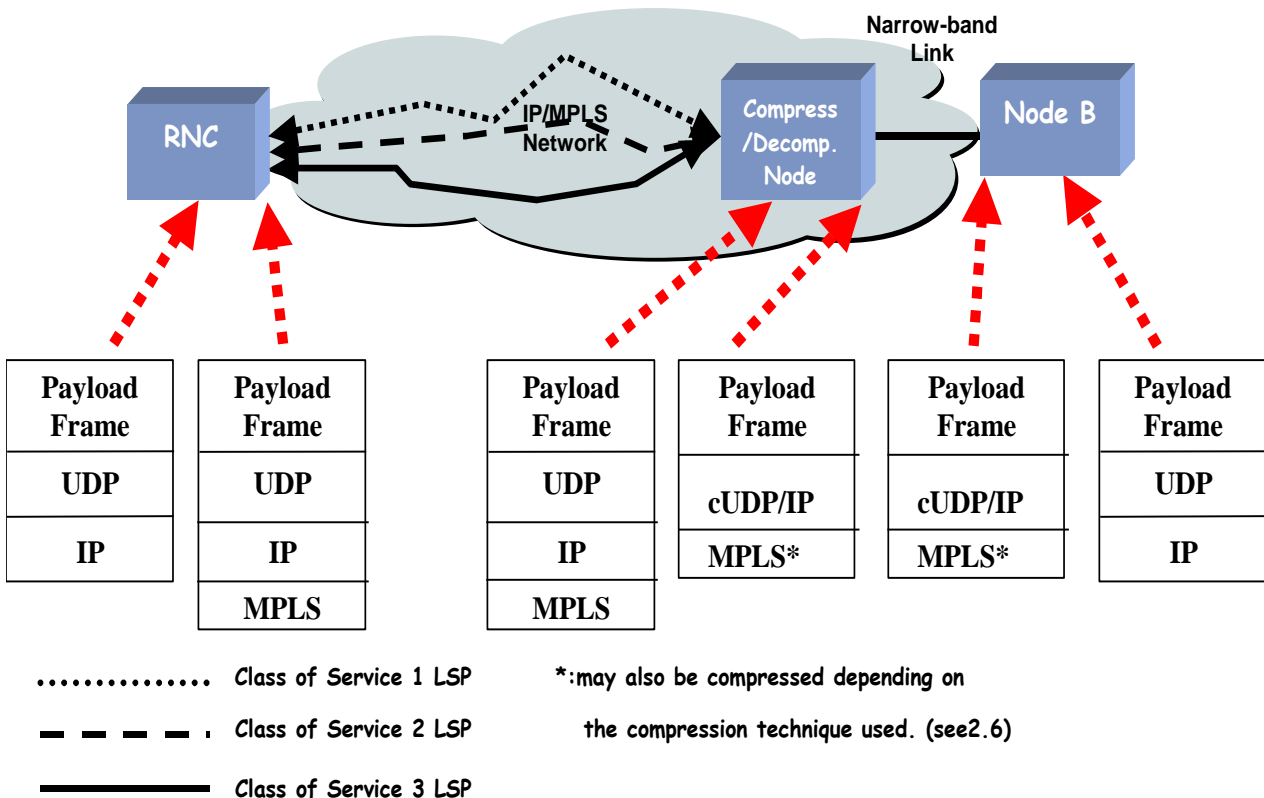 Narrow-band
Link
RNC
IP/MPLS
Network
Compress
/Decomp.
Node
Node B
Payload
Frame
UDP
IP
Payload
Frame
UDP
IP
MPLS
Payload
Frame
UDP
IP
MPLS
Payload
Frame
cUDP/IP
MPLS*
Payload
Frame
cUDP/IP
MPLS*
Payload
Frame
UDP
IP
Class of Service 1 LSP
Class of Service 2 LSP
Class of Service 3 LSP
*:may also be compressed depending on
the compression technique used. (see2.6)